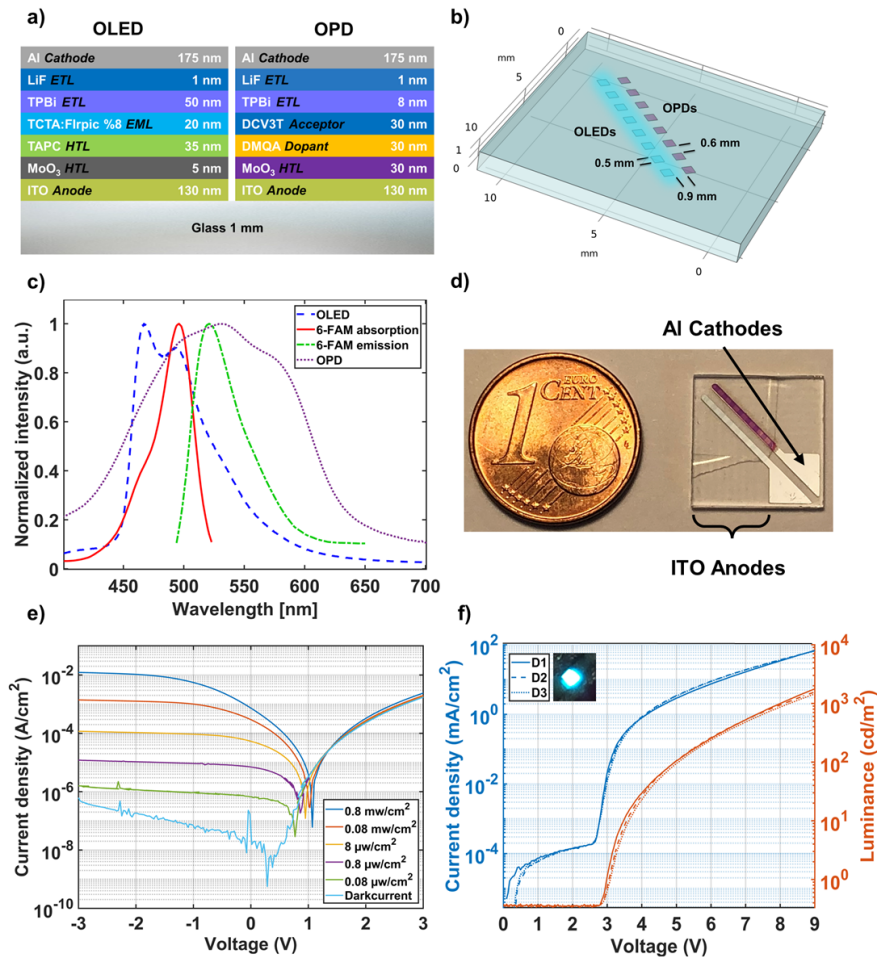 a)
OLED
OPD
Al Cathode 175 nm
Al Cathode 175 nm
LiF ETL 1 nm
LiF ETL 1 nm
TPBi ETL 50 nm
TPBi ETL 8 nm
TCTA:FIrpic %8 EML 20 nm
DCV3T Acceptor 30 nm
TAPC HTL 35 nm
DMQA Dopant 30 nm
MoO₃ HTL 5 nm
MoO₃ HTL 30 nm
ITO Anode 130 nm
ITO Anode 130 nm
Glass 1 mm
b)
0
mm
5
10
1
0
OPDs
OLEDs
0.6 mm
0.5 mm
0.9 mm
10
5
mm
0
c)
Normalized intensity (a.u.)
1
0.8
0.6
0.4
0.2
0
450 500 550 600 650 700
Wavelength [nm]
OLED
6-FAM absorption
6-FAM emission
OPD
d)
Al Cathodes
1
EURO
CENT
ITO Anodes
e)
Current density (A/cm²)
10⁻²
10⁻⁴
10⁻⁶
10⁻⁸
10⁻¹⁰
-3 -2 -1 0 1 2 3
Voltage (V)
0.8 mw/cm²
0.08 mw/cm²
8 µw/cm²
0.8 µw/cm²
0.08 µw/cm²
Darkcurrent
f)
Current density (mA/cm²)
10²
10⁰
10⁻²
10⁻⁴
D1
D2
D3
10⁴
10³
10²
10¹
10⁰
Luminance (cd/m²)
0 1 2 3 4 5 6 7 8 9
Voltage (V)